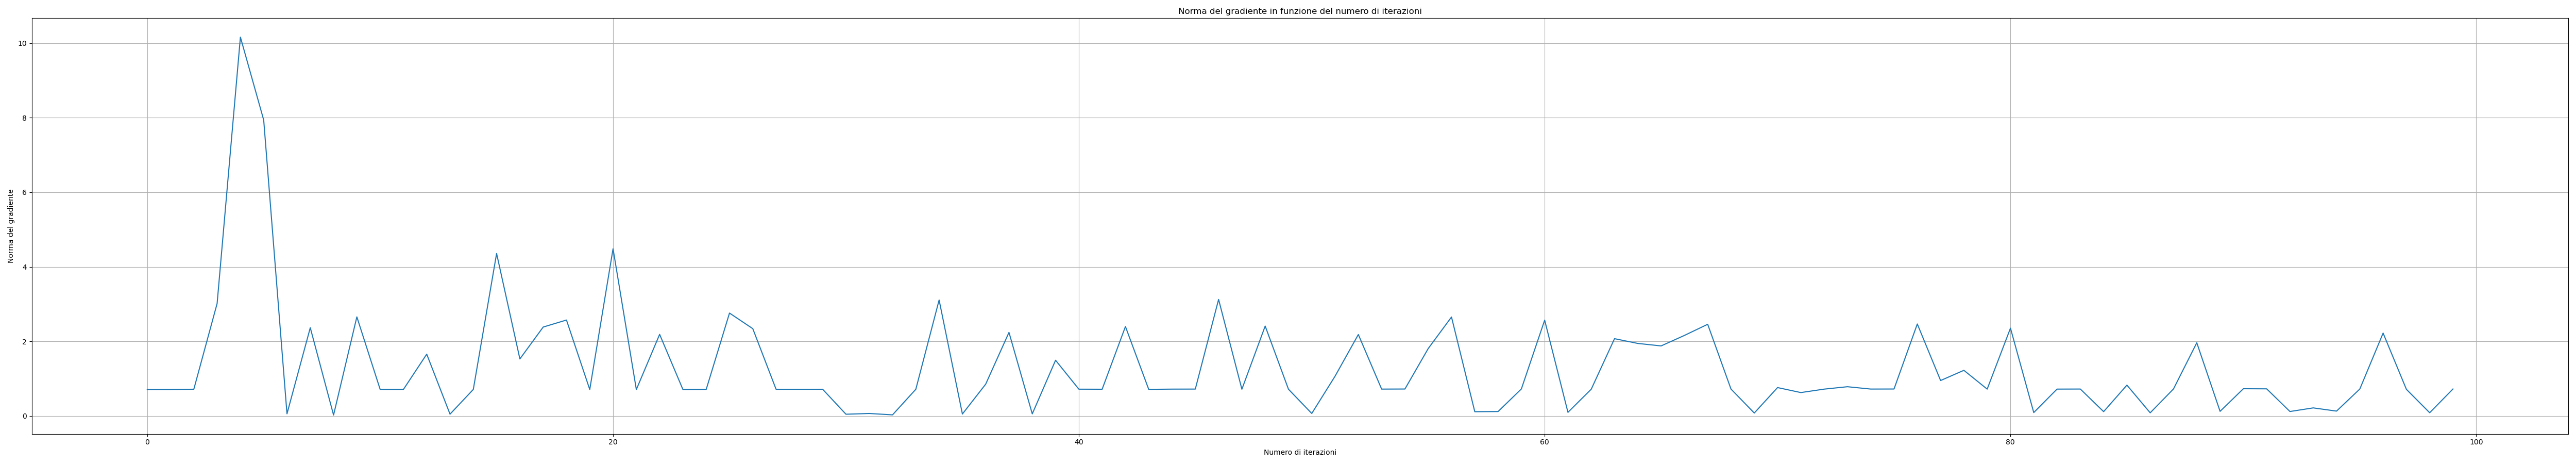 Norma del gradiente in funzione del numero di iterazioni
Norma del gradiente
10
8
6
4
2
0
0 20 40 60 80 100
Numero di iterazioni